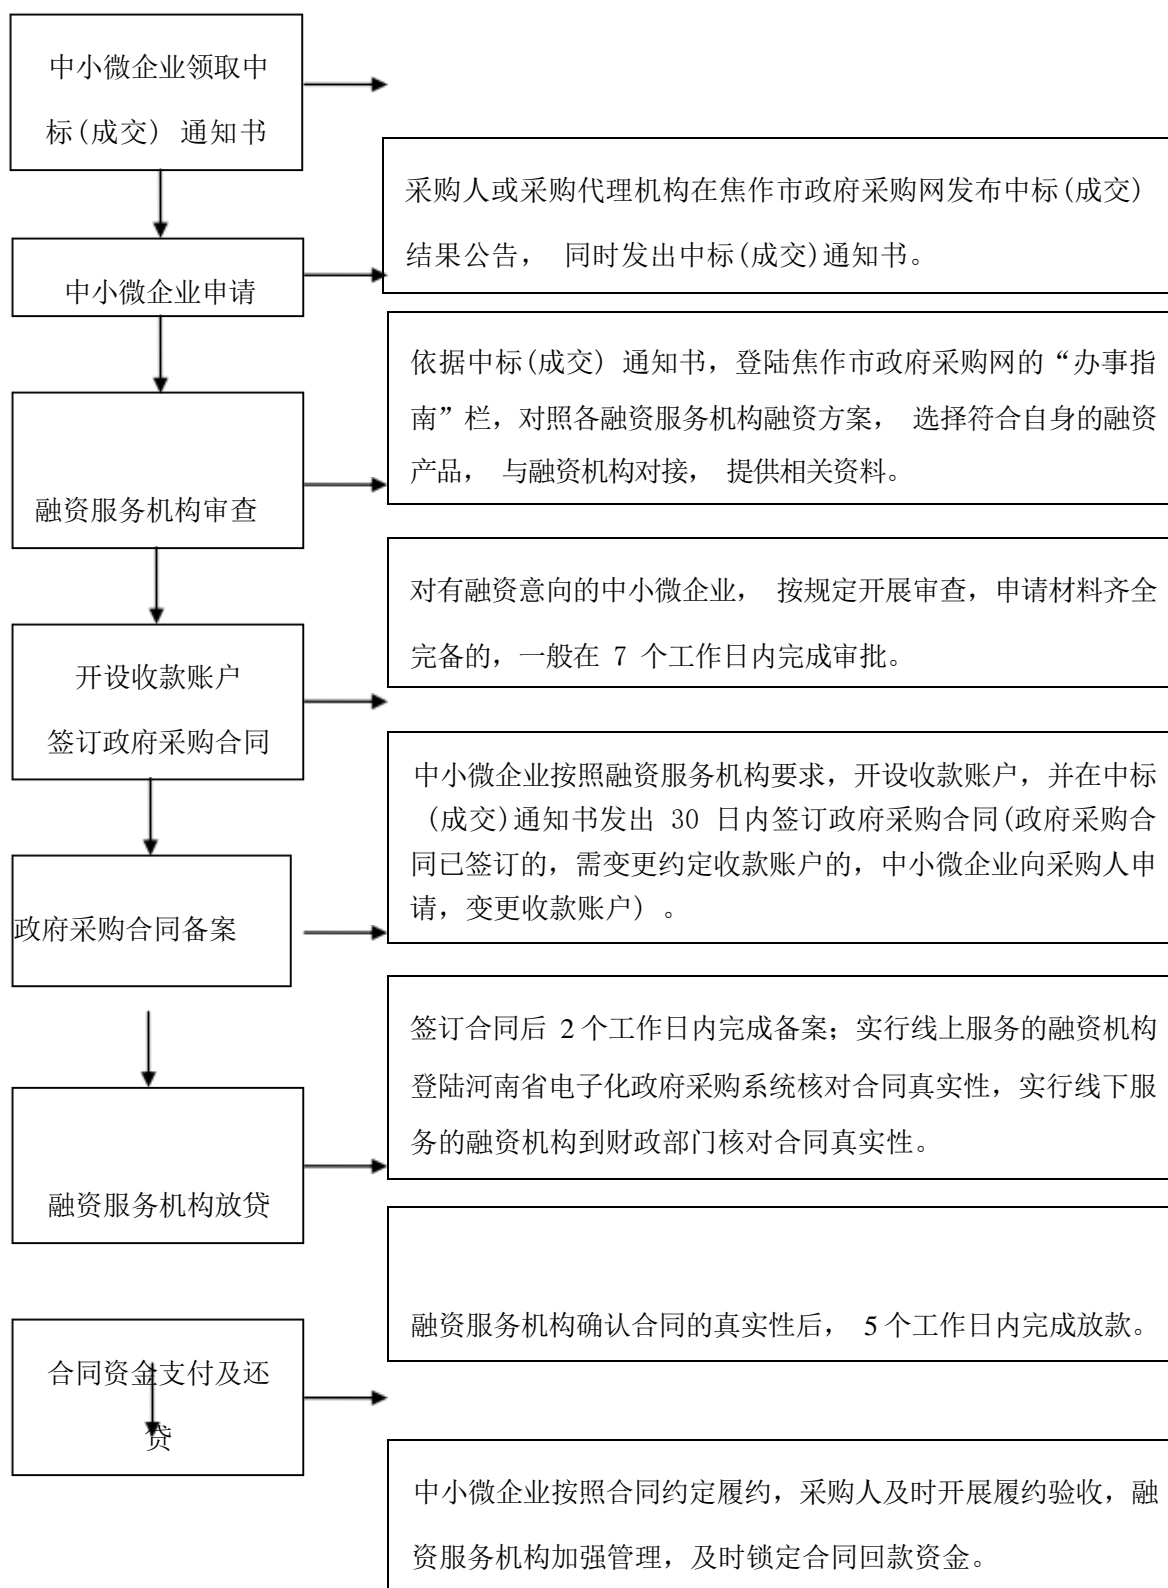 中小微企业领取中
标(成交) 通知书
采购人或采购代理机构在焦作市政府采购网发布中标(成交)
结果公告， 同时发出中标(成交)通知书。
中小微企业申请
依据中标(成交) 通知书，登陆焦作市政府采购网的“办事指
南”栏，对照各融资服务机构融资方案， 选择符合自身的融资
产品， 与融资机构对接， 提供相关资料。
融资服务机构审查
对有融资意向的中小微企业， 按规定开展审查，申请材料齐全
完备的，一般在 7 个工作日内完成审批。
开设收款账户
签订政府采购合同
中小微企业按照融资服务机构要求，开设收款账户，并在中标
(成交)通知书发出 30 日内签订政府采购合同(政府采购合
同已签订的，需变更约定收款账户的，中小微企业向采购人申
请，变更收款账户) 。
政府采购合同备案
签订合同后 2 个工作日内完成备案；实行线上服务的融资机构
登陆河南省电子化政府采购系统核对合同真实性，实行线下服
务的融资机构到财政部门核对合同真实性。
融资服务机构放贷
融资服务机构确认合同的真实性后， 5 个工作日内完成放款。
合同资金支付及还
贷
中小微企业按照合同约定履约，采购人及时开展履约验收，融
资服务机构加强管理，及时锁定合同回款资金。